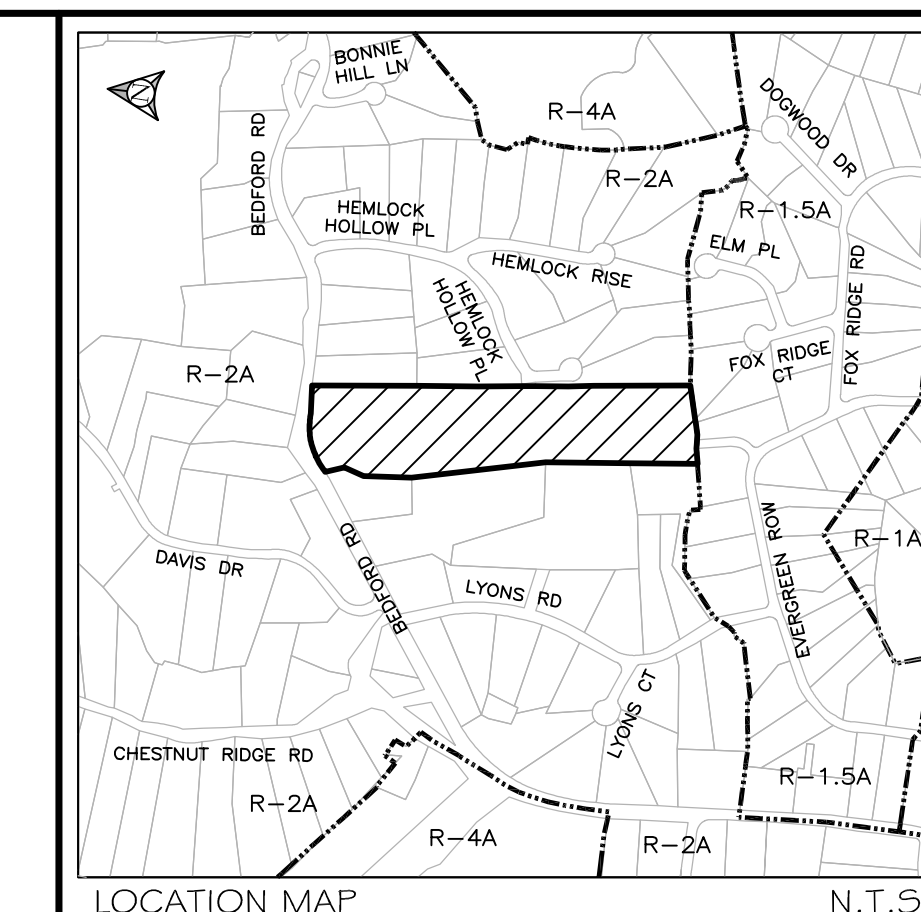 BONNIE
HILL LN
N
R-4A
DOGWOOD DR
BEDFORD RD
R-2A
HEMLOCK
HOLLOW PL
R-1.5A
ELM PL
HEMLOCK RISE
HEMLOCK
HOLLOW PL
FOX RIDGE RD
FOX RIDGE
CT
R-2A
BEDFORD RD
EVERGREEN ROW
R-1A
DAVIS DR
LYONS RD
LYONS CT
CHESTNUT RIDGE RD
R-2A
R-1.5A
R-4A
R-2A
LOCATION MAP
N.T.S